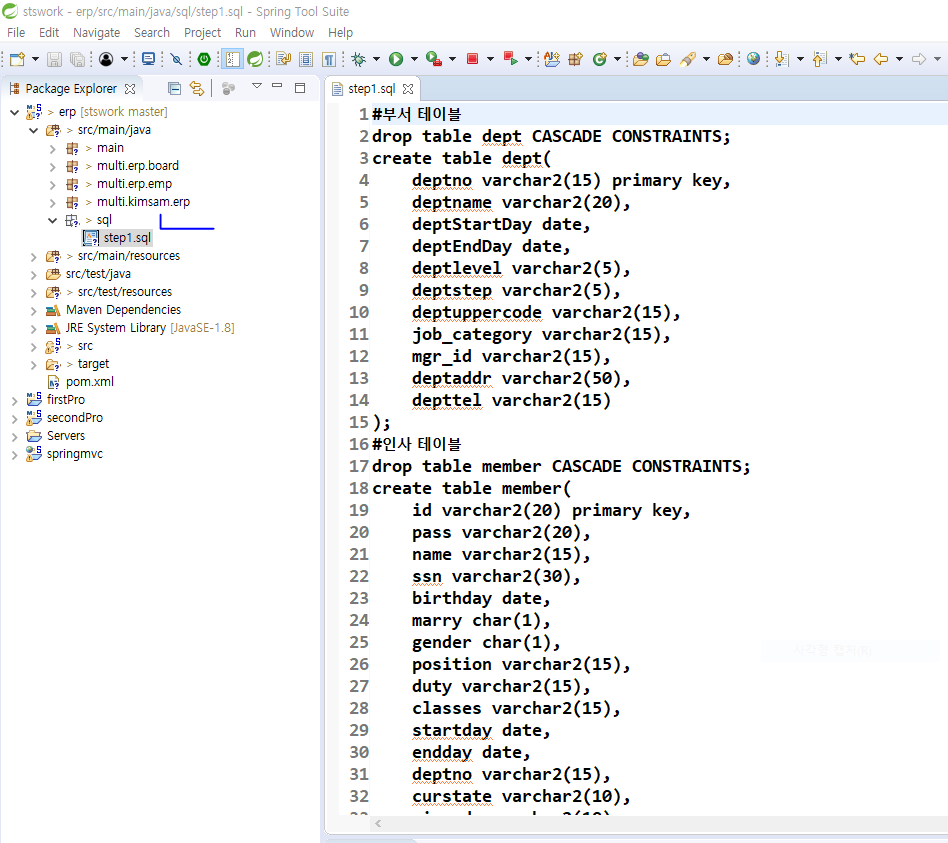 stswork - erp/src/main/java/sql/step1.sql - Spring Tool Suite
File Edit Navigate Search Project Run Window Help
Package Explorer
step1.sql
> erp [stswork master]
> src/main/java
> main
> multi.erp.board
> multi.erp.emp
> multi.kimsam.erp
> sql
step1.sql
> src/main/resources
src/test/java
> src/test/resources
Maven Dependencies
JRE System Library [JavaSE-1.8]
> src
> target
pom.xml
firstPro
secondPro
Servers
springmvc
1 #부서 테이블
2 drop table dept CASCADE CONSTRAINTS;
3 create table dept(
4 deptno varchar2(15) primary key,
5 deptname varchar2(20),
6 deptStartDay date,
7 deptEndDay date,
8 deptlevel varchar2(5),
9 deptstep varchar2(5),
10 deptuppercode varchar2(15),
11 job_category varchar2(15),
12 mgr_id varchar2(15),
13 deptaddr varchar2(50),
14 depttel varchar2(15)
15 );
16 #인사 테이블
17 drop table member CASCADE CONSTRAINTS;
18 create table member(
19 id varchar2(20) primary key,
20 pass varchar2(20),
21 name varchar2(15),
22 ssn varchar2(30),
23 birthday date,
24 marry char(1),
25 gender char(1),
26 position varchar2(15),
27 duty varchar2(15),
28 classes varchar2(15),
29 startday date,
30 endday date,
31 deptno varchar2(15),
32 curstate varchar2(10),